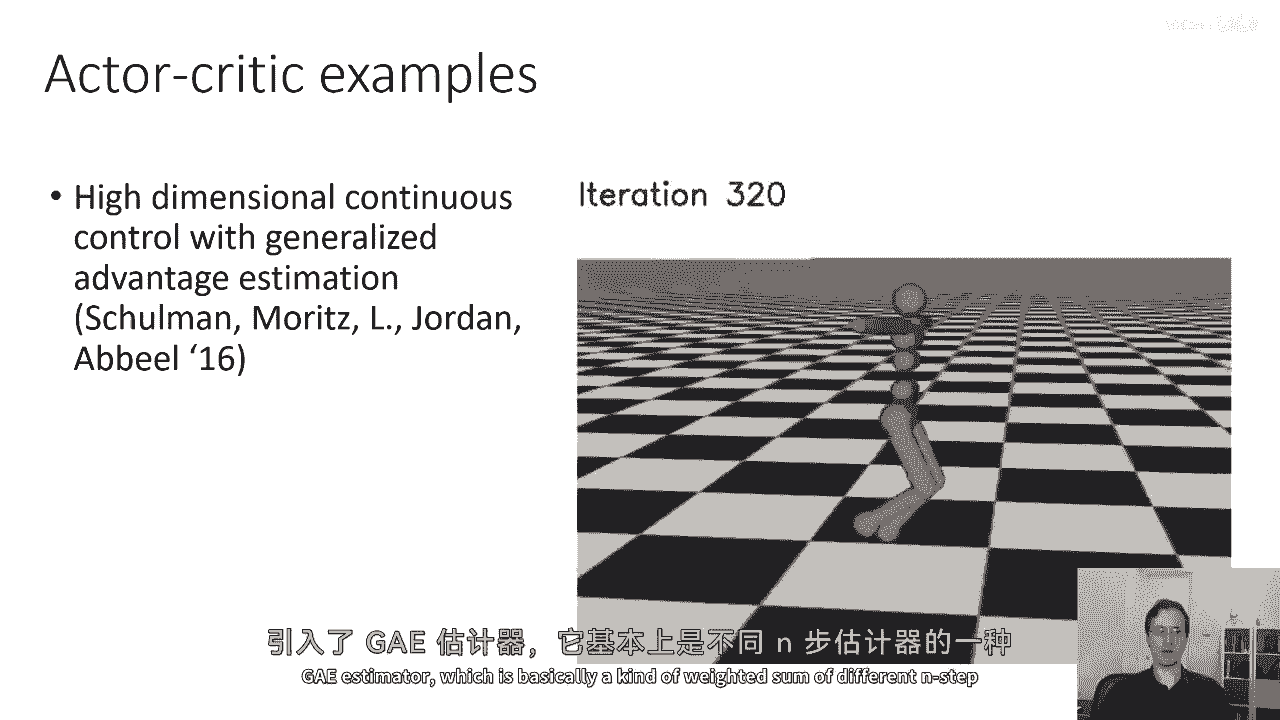 Actor-critic examples
• High dimensional continuous
control with generalized
advantage estimation
(Schulman, Moritz, L., Jordan,
Abbeel ‘16)
Iteration 320
引入了 GAE 估计器，它基本上是不同 n 步估计器的一种
GAE estimator, which is basically a kind of weighted sum of different n-step